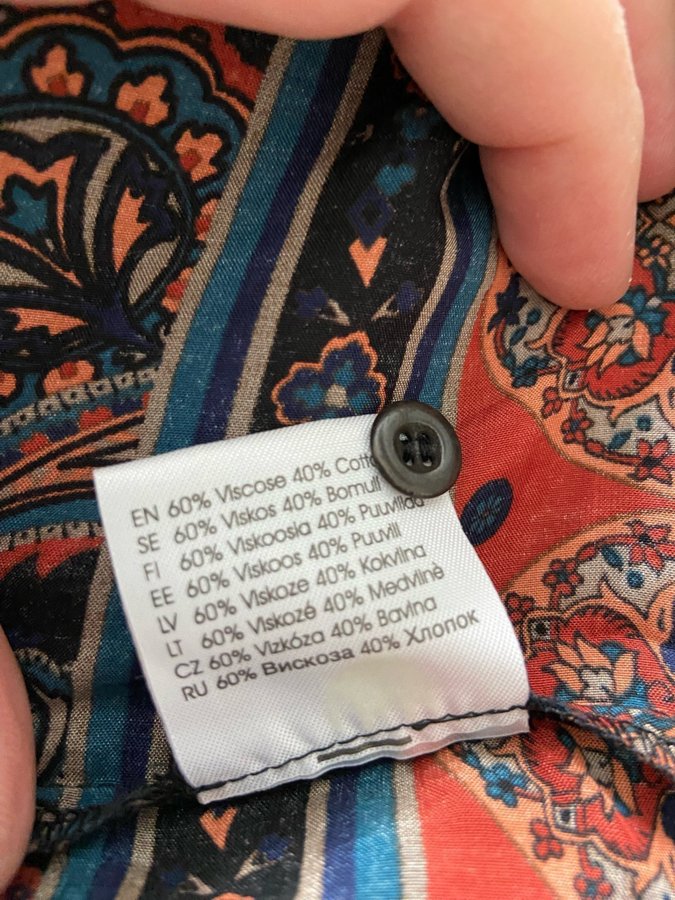 EN 60% Viscose 40%
SE 60% Viskos 40% Bomull
FI 60% Viskoosia 40% Puuvillaa
EE 60% Viskoos 40% Puuvill
LV 60% Viskoze 40% Kokvilna
LT 60% Viskozė 40% Medvilnė
CZ 60% Vizkóza 40% Bavlna
RU 60% Вискоза 40% Хлопок